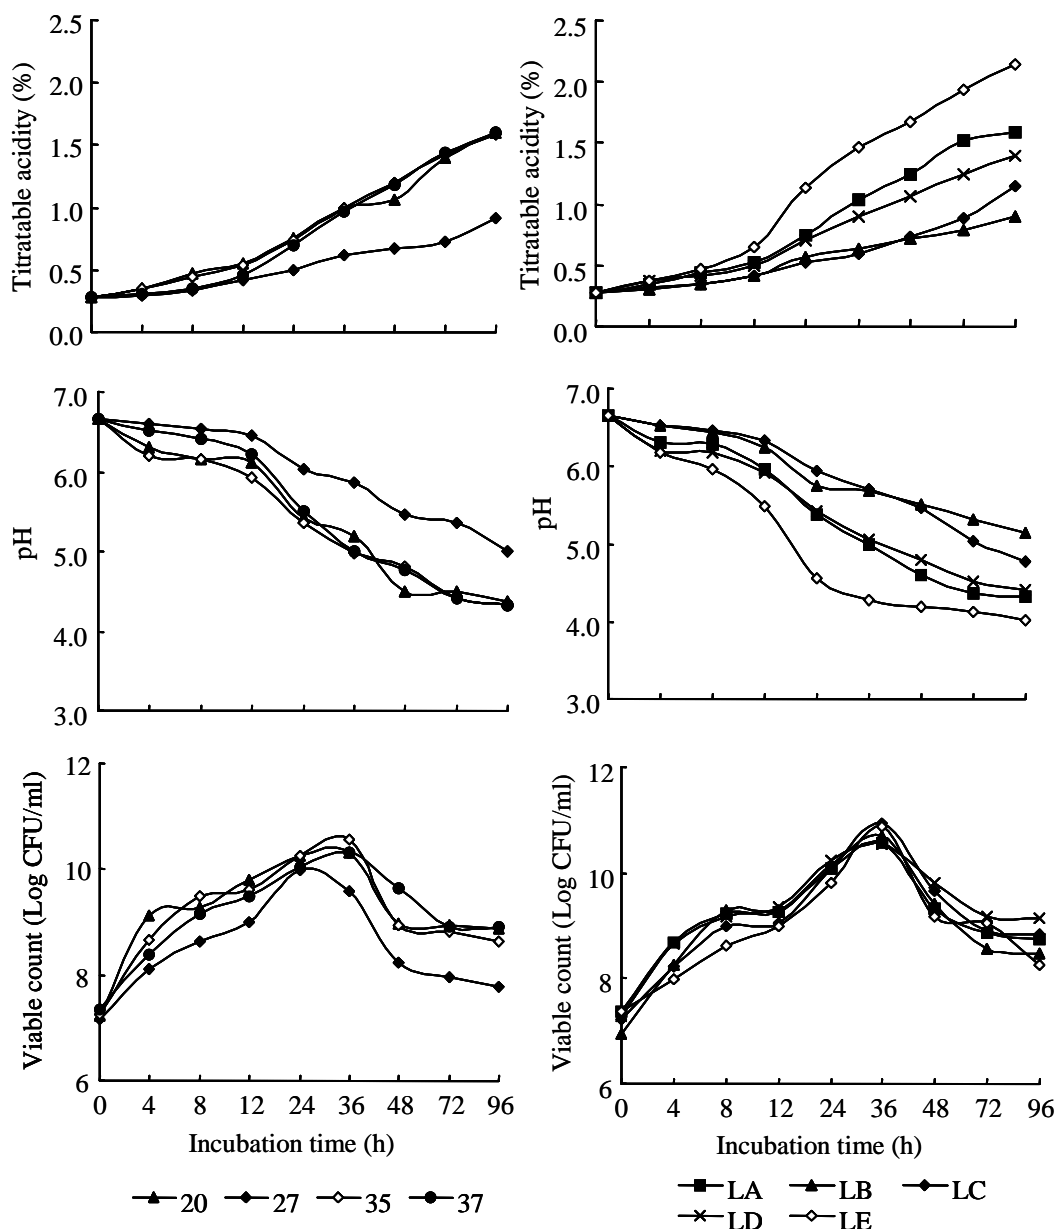 Titratable acidity (%)
2.5
2.0
1.5
1.0
0.5
0.0
Titratable acidity (%)
2.5
2.0
1.5
1.0
0.5
0.0
pH
7.0
6.0
5.0
4.0
3.0
pH
7.0
6.0
5.0
4.0
3.0
Viable count (Log CFU/ml)
12
10
8
6
0 4 8 12 24 36 48 72 96
Incubation time (h)
20 27 35 37
Viable count (Log CFU/ml)
12
10
8
6
0 4 8 12 24 36 48 72 96
Incubation time (h)
LA LB LC
LD LE